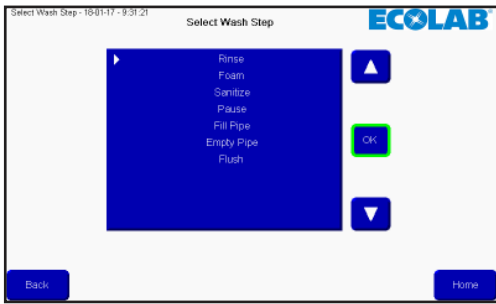 Select Wash Step - 18-01-17 - 9:31:21
Select Wash Step
ECOLAB
Rinse
Foam
Sanitize
Pause
Fill Pipe
OK
Empty Pipe
Flush
Back
Home